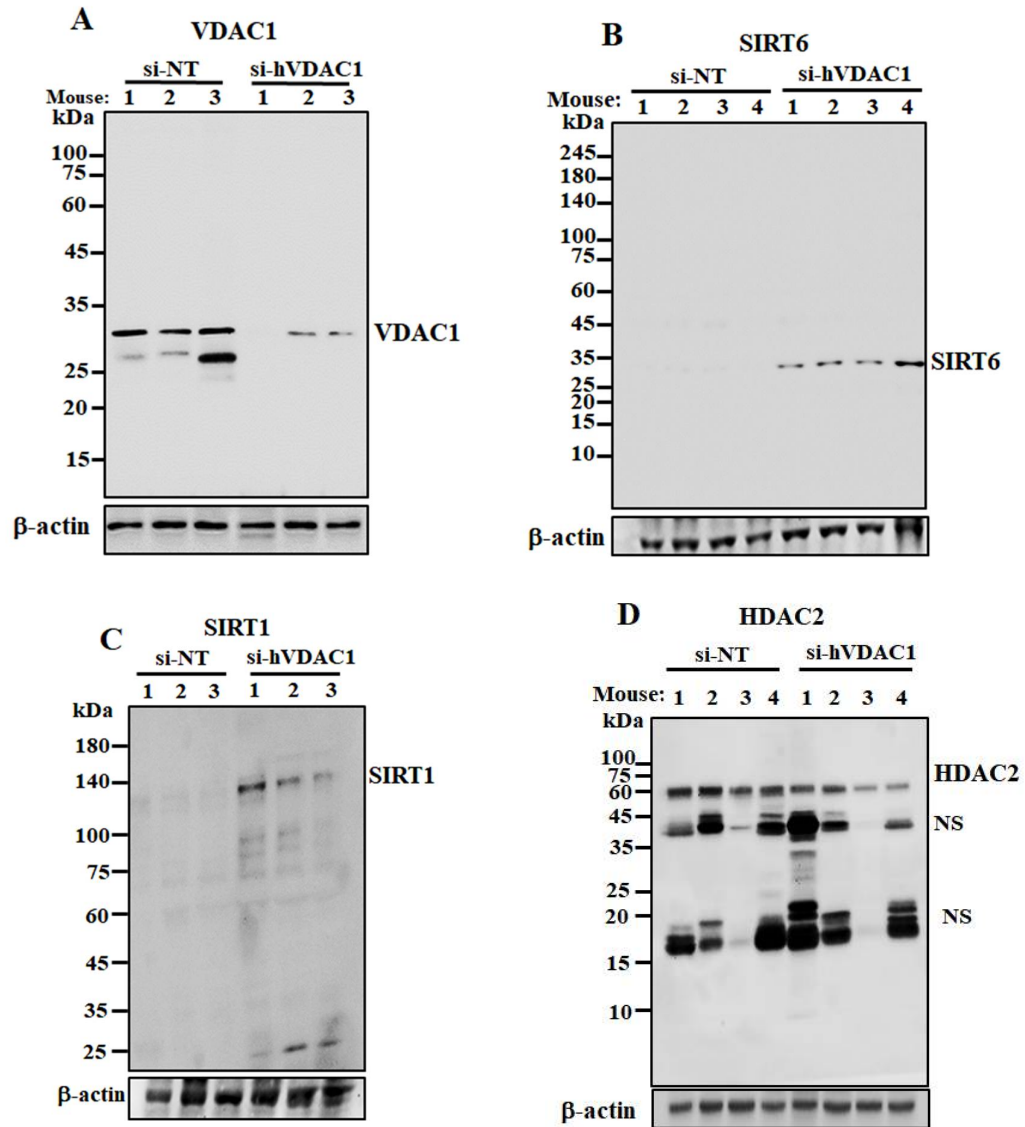 A
VDAC1
si-NT si-hVDAC1
Mouse: 1 2 3 1 2 3
kDa
100
75
60
45
35
VDAC1
25
20
15
β-actin
B
SIRT6
si-NT si-hVDAC1
Mouse: 1 2 3 4 1 2 3 4
kDa
245
180
140
100
75
60
45
35
SIRT6
25
20
15
10
β-actin
C
SIRT1
si-NT si-hVDAC1
1 2 3 1 2 3
kDa
180
140
SIRT1
100
75
60
45
35
25
β-actin
D
HDAC2
si-NT si-hVDAC1
Mouse: 1 2 3 4 1 2 3 4
kDa
100
75
HDAC2
60
45
NS
35
25
20
NS
15
10
β-actin